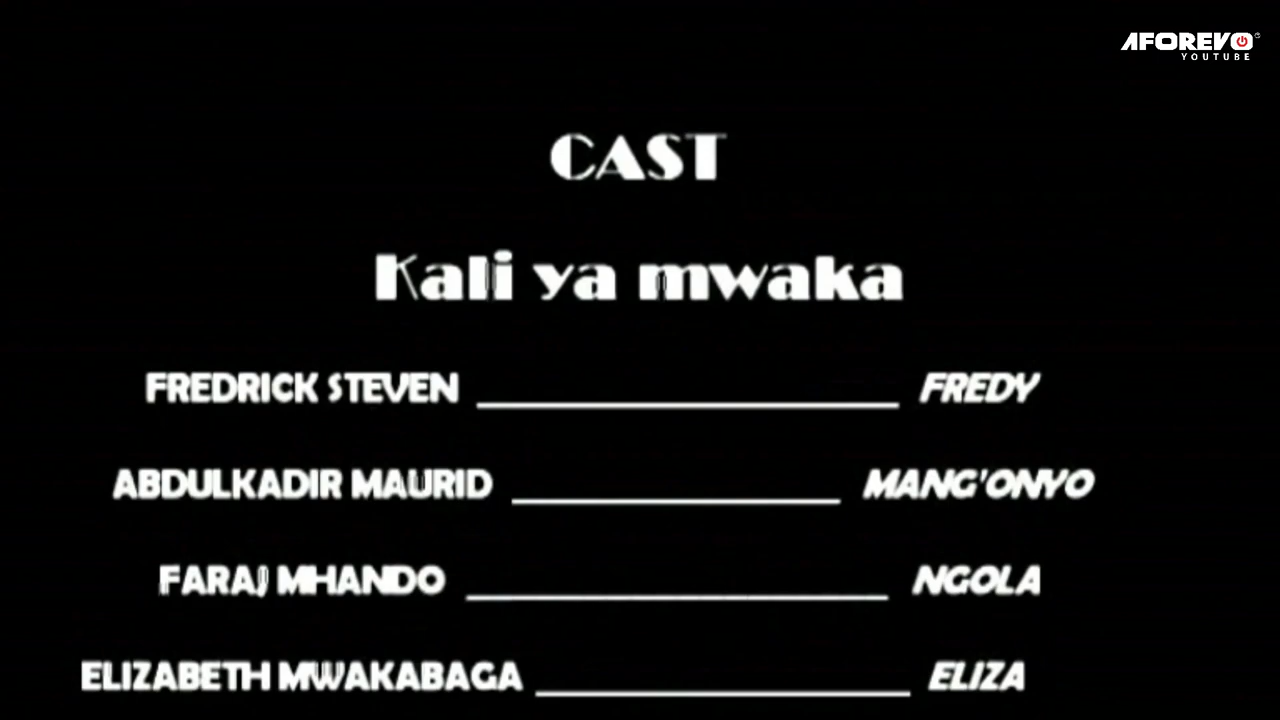 AFOREVO
YOUTUBE
CAST
Kali ya mwaka
FREDRICK STEVEN FREDY
ABDULKADIR MAURID MANG'ONYO
FARAJ MHANDO NGOLA
ELIZABETH MWAKABAGA ELIZA